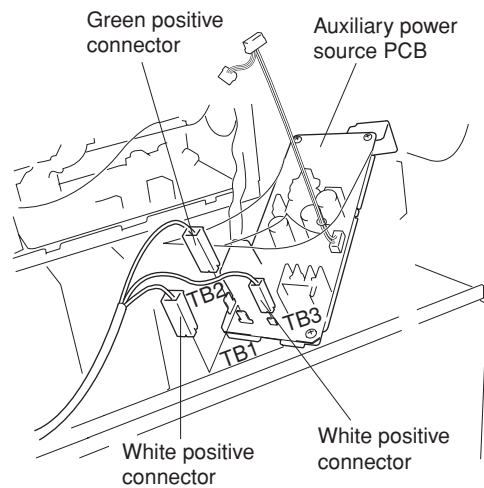 Green positive
connector
Auxiliary power
source PCB
TB2
TB3
TB1
White positive
connector
White positive
connector